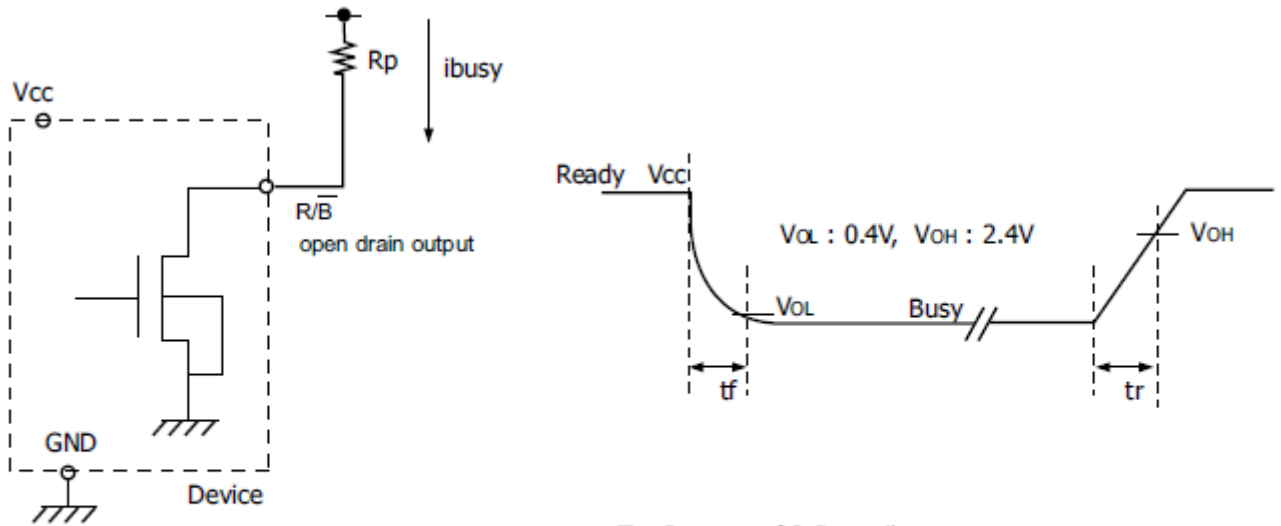 Rp
ibusy
Vcc
R/B̅
open drain output
GND
Device
Ready Vcc
VOL : 0.4V, VOH : 2.4V
VOH
VOL
Busy
tf
tr